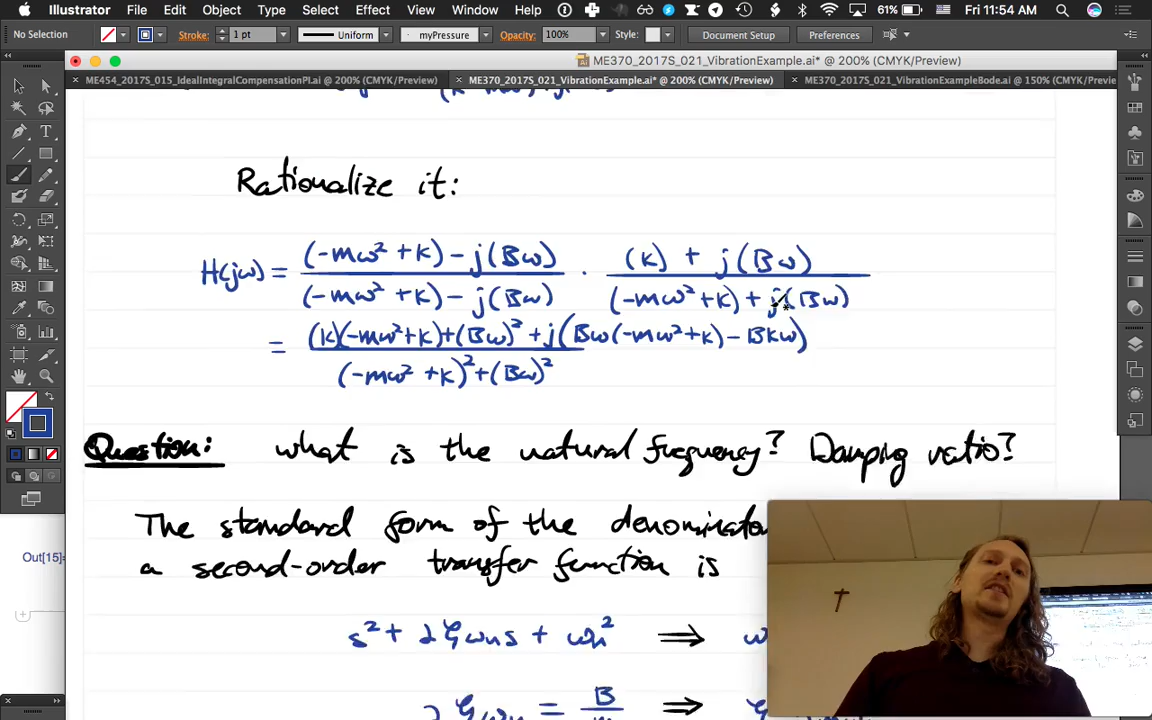 Illustrator File Edit Object Type Select Effect View Window Help 61% Fri 11:54 AM
No Selection Stroke: 1 pt Uniform myPressure Opacity: 100% Style: Document Setup Preferences
ME370_2017S_021_VibrationExample.ai* @ 200% (CMYK/Preview)
ME454_2017S_015_IdealIntegralCompensationPI.ai @ 200% (CMYK/Preview) ME370_2017S_021_VibrationExample.ai* @ 200% (CMYK/Preview) ME370_2017S_021_VibrationExampleBode.ai @ 150% (CMYK/Preview)
Rationalize it:
H(jω) = (-mω² + K) - j(Bω) / (-mω² + K) - j(Bω) · (K) + j(Bω) / (-mω² + K) + j(Bω)
= (K)(-mω² + K) + (Bω)² + j(Bω(-mω² + K) - BKω) / (-mω² + K)² + (Bω)²
Question: what is the natural frequency? Damping ratio?
The standard form of the denominator
a second-order transfer function is
Out[15]=
s² + 2ζωns + ωn² ⇒ ω
2ζωn = B/m ⇒